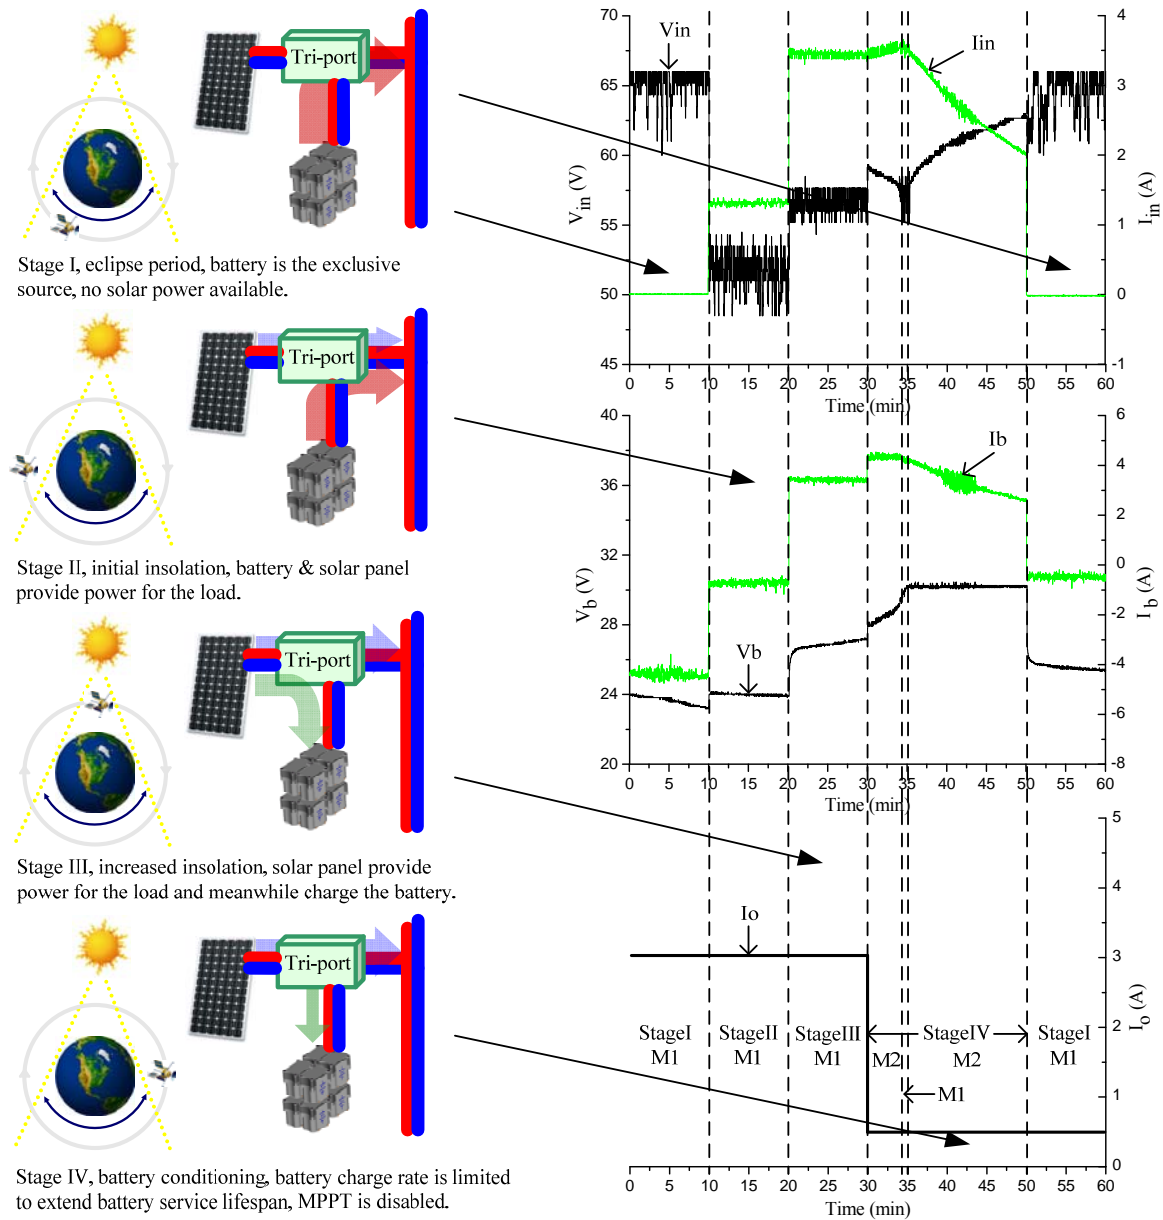 Tri-port
Stage I, eclipse period, battery is the exclusive
source, no solar power available.
Tri-port
Stage II, initial insolation, battery & solar panel
provide power for the load.
Tri-port
Stage III, increased insolation, solar panel provide
power for the load and meanwhile charge the battery.
Tri-port
Stage IV, battery conditioning, battery charge rate is limited
to extend battery service lifespan, MPPT is disabled.
70
65
60
55
50
45
Vin (V)
Vin
Iin
4
3
2
1
0
-1
Iin (A)
0 5 10 15 20 25 30 35 40 45 50 55 60
Time (min)
40
36
32
28
24
20
Vb (V)
Ib
Vb
6
4
2
0
-2
-4
-6
-8
Ib (A)
0 5 10 15 20 25 30 35 40 45 50 55 60
Time (min)
5
4
3
2
1
0
Io (A)
Io
StageI StageII StageIII StageIV StageI
M1 M1 M1 M2 M2 M1
M1
0 5 10 15 20 25 30 35 40 45 50 55 60
Time (min)